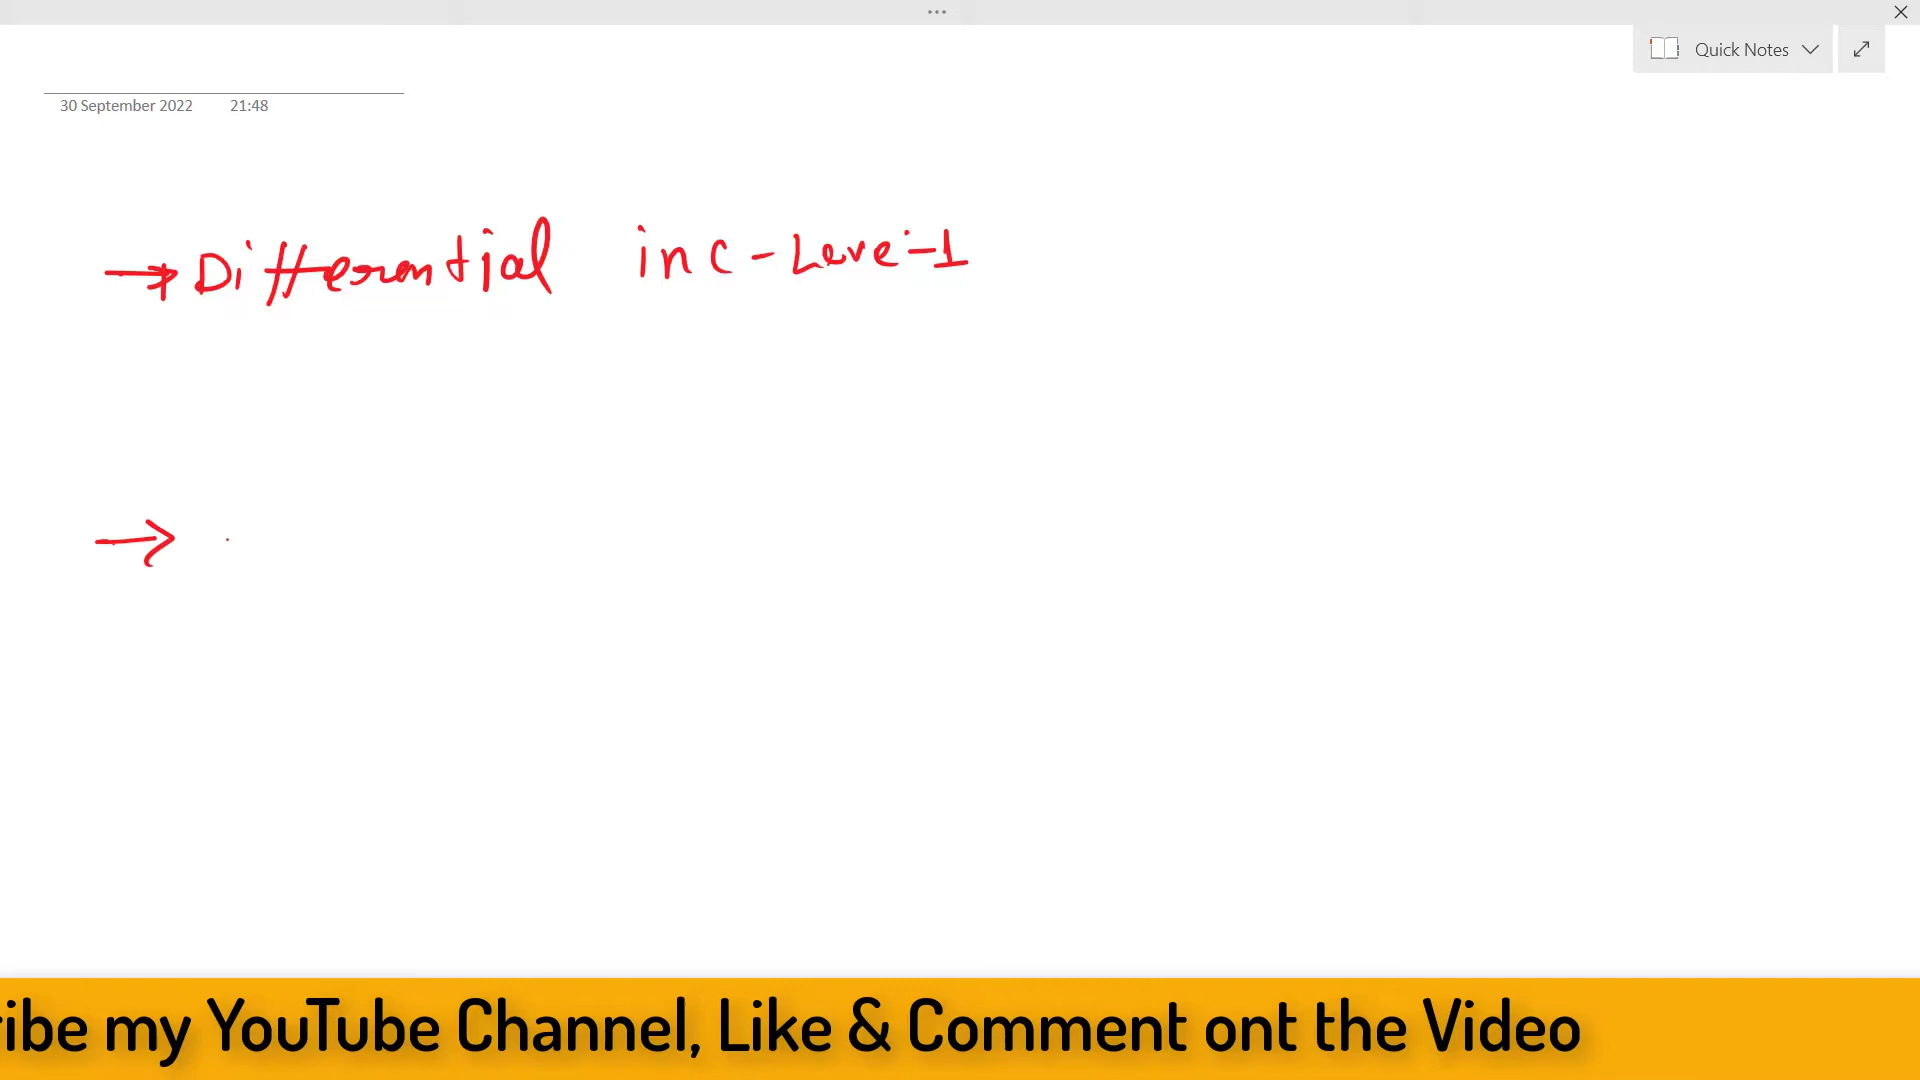 Quick Notes
30 September 2022 21:48
→ Differential inc - Leve-1
→
ribe my YouTube Channel, Like & Comment ont the Video